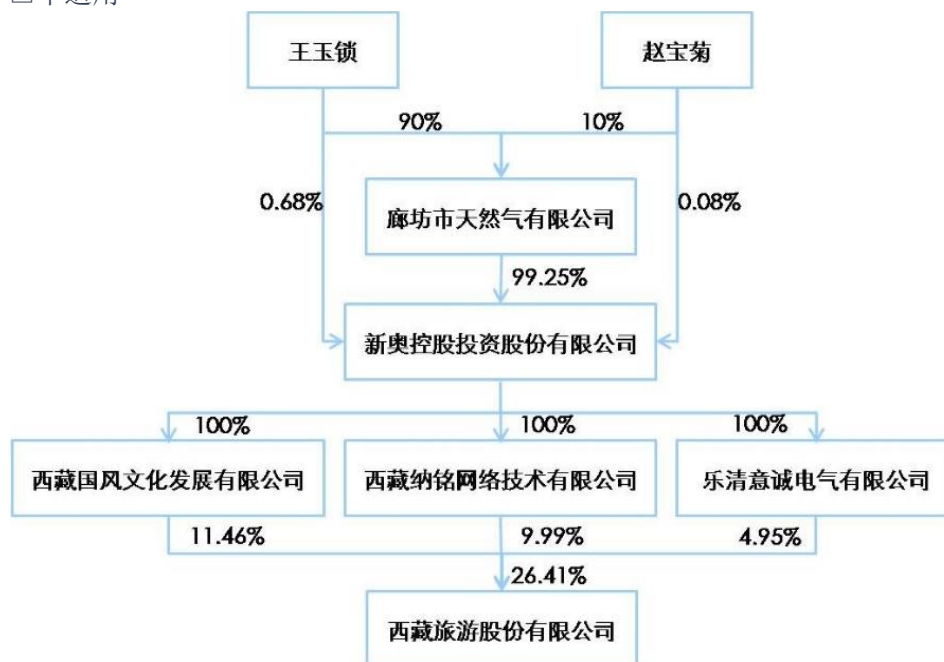 王玉锁
赵宝菊
90%
10%
0.68%
0.08%
廊坊市天然气有限公司
99.25%
新奥控股投资股份有限公司
100%
100%
100%
西藏国风文化发展有限公司
西藏纳铭网络技术有限公司
乐清意诚电气有限公司
11.46%
9.99%
4.95%
26.41%
西藏旅游股份有限公司